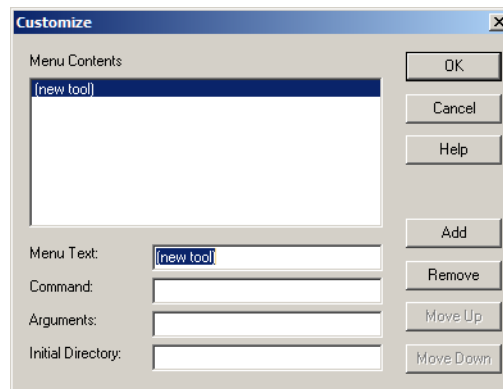 Customize
Menu Contents
OK
(new tool)
Cancel
Help
Add
Menu Text:
(new tool)
Remove
Command:
Arguments:
Move Up
Initial Directory:
Move Down